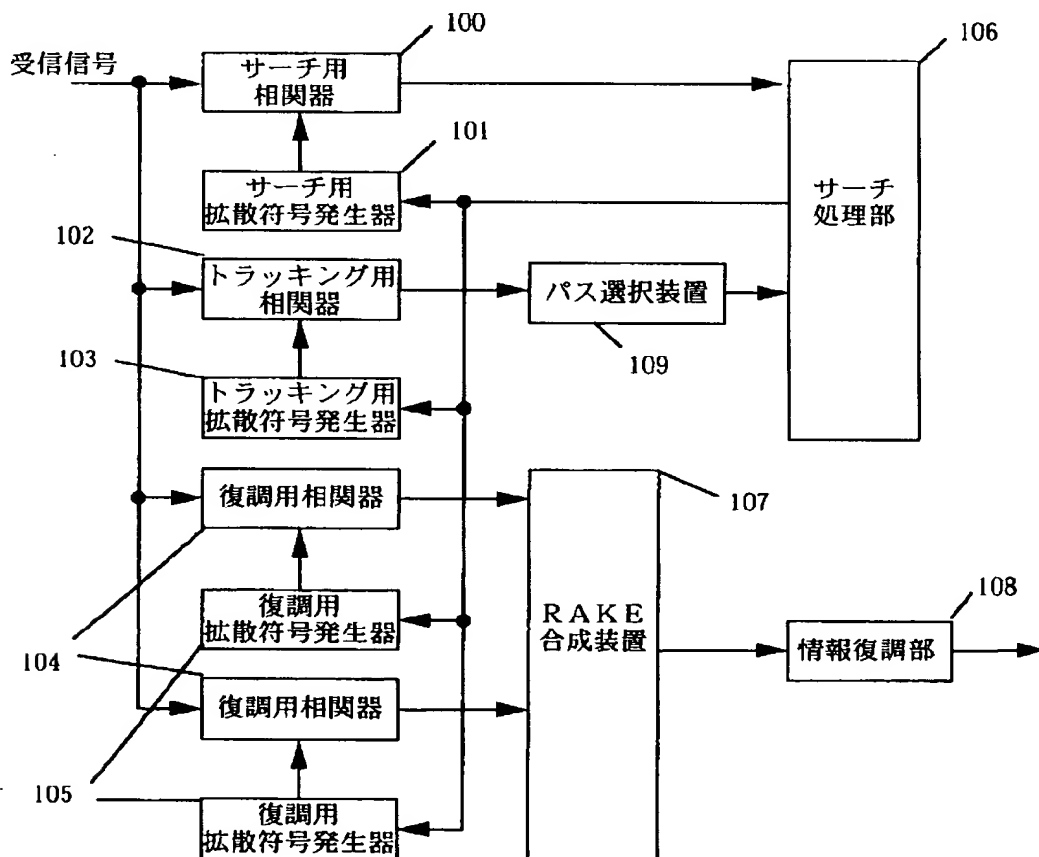 100
106
受信信号
サーチ用
相関器
101
サーチ用
拡散符号発生器
サーチ
処理部
102
トラッキング用
相関器
パス選択装置
109
103
トラッキング用
拡散符号発生器
復調用相関器
107
復調用
拡散符号発生器
RAKE
合成装置
108
情報復調部
104
復調用相関器
105
復調用
拡散符号発生器